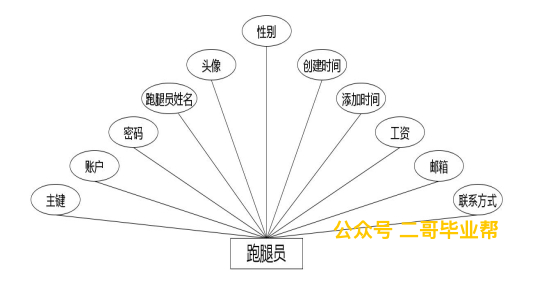 性别
头像
创建时间
跑腿员姓名
添加时间
密码
工资
账户
邮箱
主键
联系方式
公众号 二哥毕业帮
跑腿员